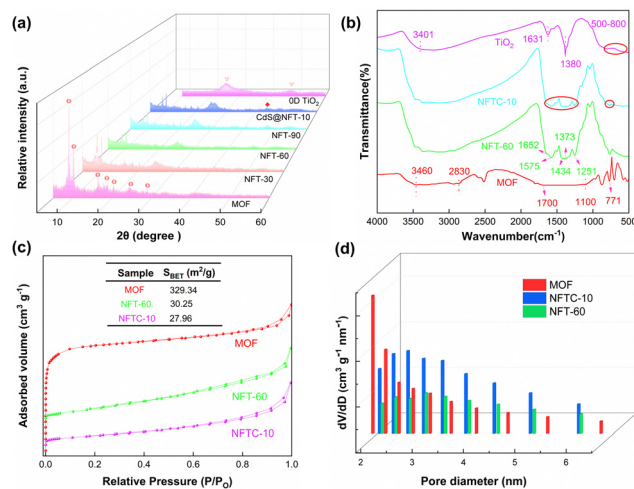 (a)
Relative intensity (a.u.)
0D TiO2
CdS@NFT-10
NFT-90
NFT-60
NFT-30
MOF
10 20 30 40 50 60
2θ (degree )
(b)
Transmittance(%)
3401
1631
1380
500-800
TiO2
NFTC-10
NFT-60
1652
1373
1575
1434
1251
MOF
3460
2830
1700
1100
771
4000 3500 3000 2500 2000 1500 1000 500
Wavenumber(cm-1)
(c)
Adsorbed volume (cm3 g-1)
Sample SBET (m2/g)
MOF 329.34
NFT-60 30.25
NFTC-10 27.96
MOF
NFT-60
NFTC-10
0.0 0.2 0.4 0.6 0.8 1.0
Relative Pressure (P/PO)
(d)
dV/dD (cm3 g-1 nm-1)
MOF
NFTC-10
NFT-60
2 3 4 5 6
Pore diameter (nm)